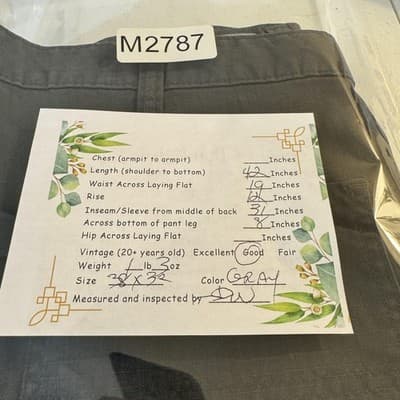 M2787
Chest (armpit to armpit) ___Inches
Length (shoulder to bottom) 42 Inches
Waist Across Laying Flat 19 Inches
Rise Inches
Inseam/Sleeve from middle of back 31 Inches
Across bottom of pant leg 8 Inches
Hip Across Laying Flat ___Inches
Vintage (20+ years old) Excellent Good Fair
Weight 1 lb 3 oz
Size 38 X 32 Color GRAY
Measured and inspected by